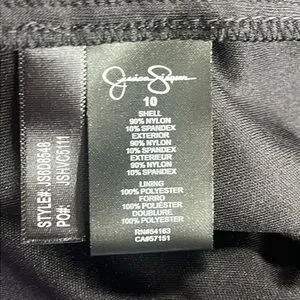 Jessica Simpson
10
SHELL
90% NYLON
10% SPANDEX
EXTERIOR
90% NYLON
10% SPANDEX
EXTERIEUR
90% NYLON
10% SPANDEX
LINING
100% POLYESTER
FORRO
100% POLIÉSTER
DOUBLURE
100% POLYESTER
RN#54163
CA#57151
STYLE#:
PO#: